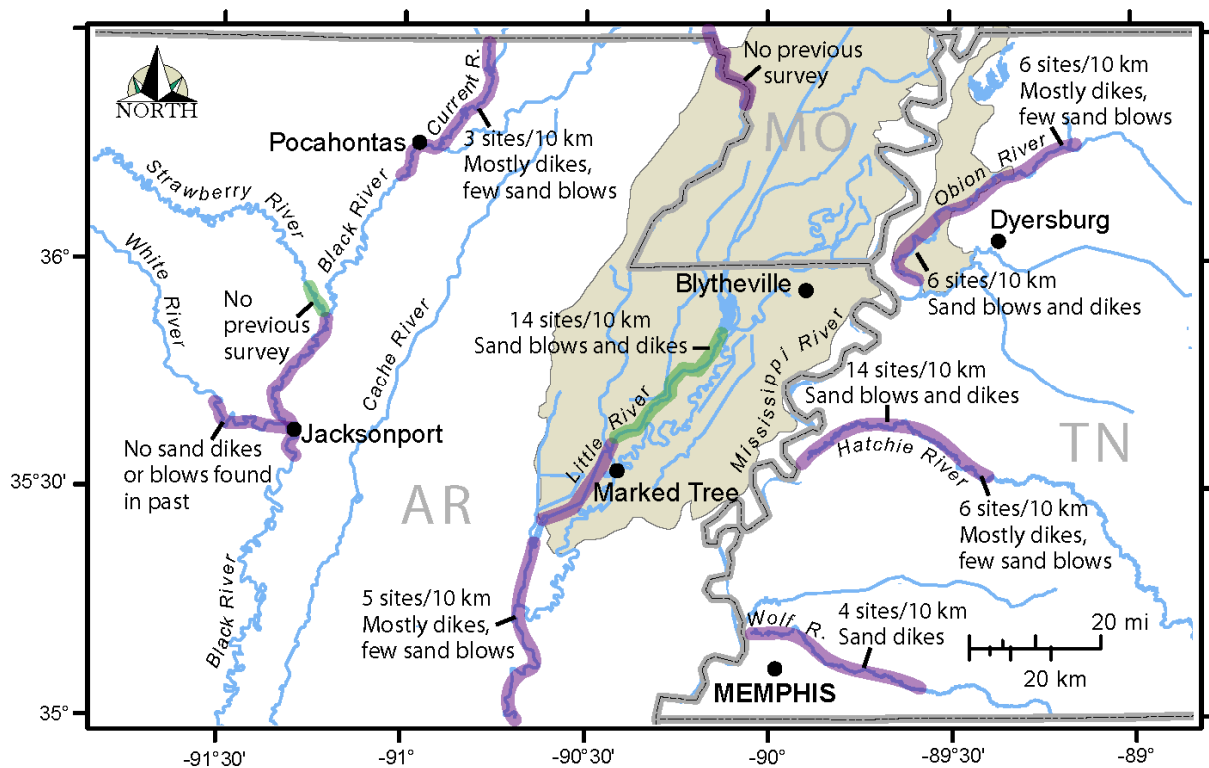 NORTH
Pocahontas
Current R.
3 sites/10 km
Mostly dikes,
few sand blows
No previous
survey
MO
6 sites/10 km
Mostly dikes,
few sand blows
Obion River
Dyersburg
6 sites/10 km
Sand blows and dikes
Strawberry River
Black River
White River
No
previous
survey
Cache River
36°
Blytheville
14 sites/10 km
Sand blows and dikes
Mississippi River
Little River
14 sites/10 km
Sand blows and dikes
Hatchie River
TN
Jacksonport
No sand dikes
or blows found
in past
35°30'
AR
Marked Tree
6 sites/10 km
Mostly dikes,
few sand blows
Black River
5 sites/10 km
Mostly dikes,
few sand blows
Wolf R.
4 sites/10 km
Sand dikes
20 mi
20 km
MEMPHIS
35°
-91°30'
-91°
-90°30'
-90°
-89°30'
-89°